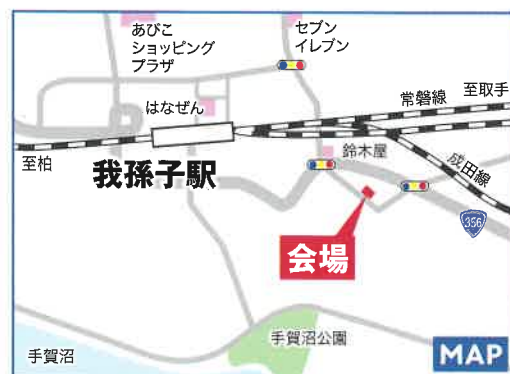 あびこ
ショッピング
プラザ
セブン
イレブン
はなぜん
常磐線
至取手
至柏
我孫子駅
鈴木屋
成田線
356
会場
手賀沼公園
手賀沼
MAP